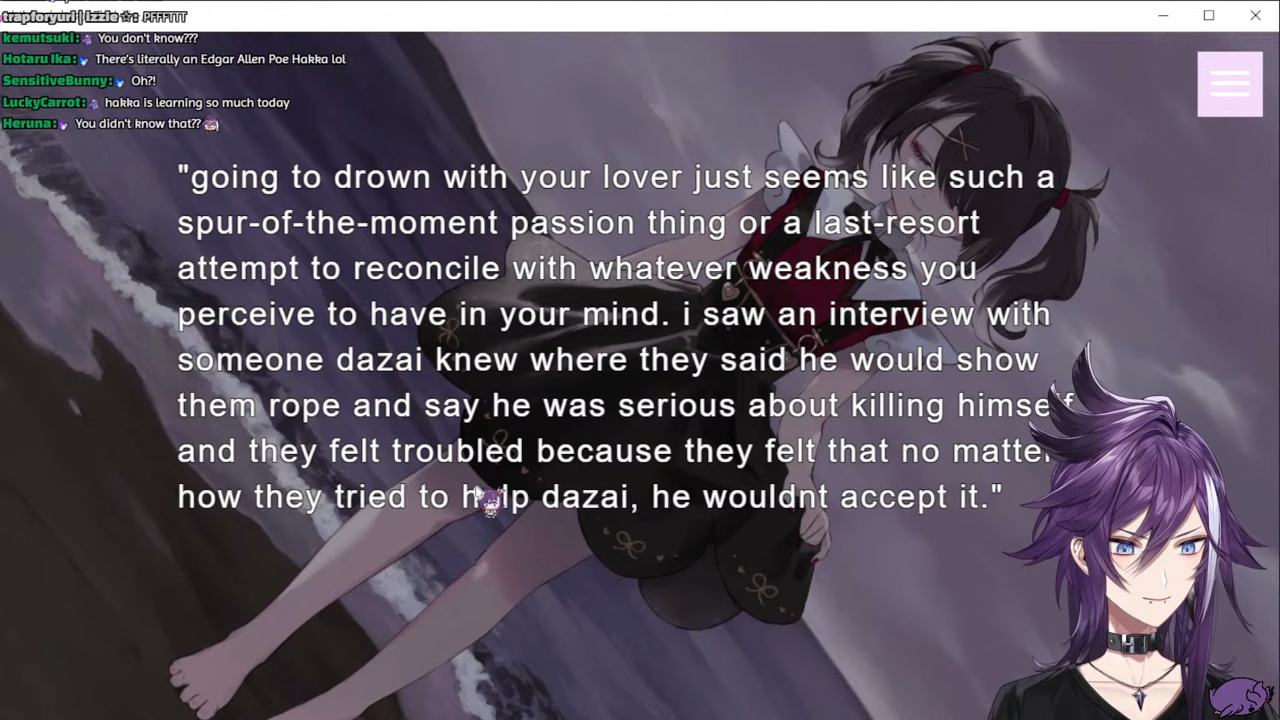 trapforyuri | Izzie ☆: PFFFTTT
kemutsuki: You don't know???
Hotaru Ika: There's literally an Edgar Allen Poe Hakka lol
SensitiveBunny: Oh?!
LuckyCarrot: hakka is learning so much today
Heruna: You didn't know that??
"going to drown with your lover just seems like such a
spur-of-the-moment passion thing or a last-resort
attempt to reconcile with whatever weakness you
perceive to have in your mind. i saw an interview with
someone dazai knew where they said he would show
them rope and say he was serious about killing himself
and they felt troubled because they felt that no matter
how they tried to help dazai, he wouldnt accept it."